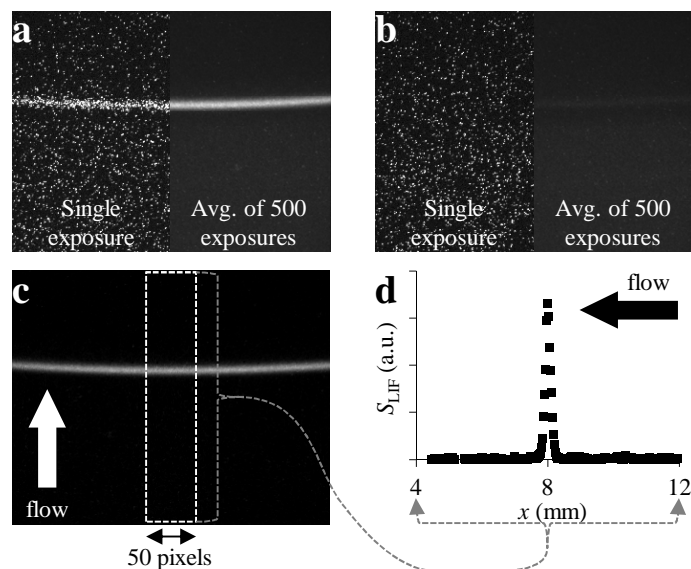 a
b
Single
exposure
Avg. of 500
exposures
Single
exposure
Avg. of 500
exposures
c
flow
50 pixels
d
flow
S_LIF (a.u.)
4
8
12
x (mm)